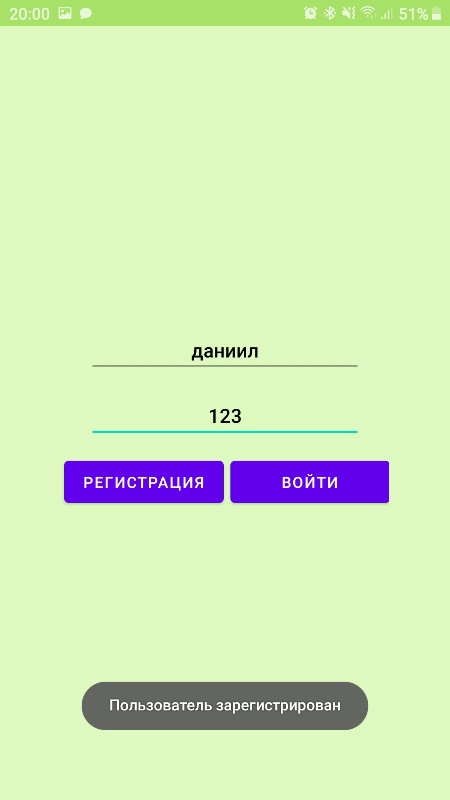 20:00 51%
даниил
123
РЕГИСТРАЦИЯ ВОЙТИ
Пользователь зарегистрирован